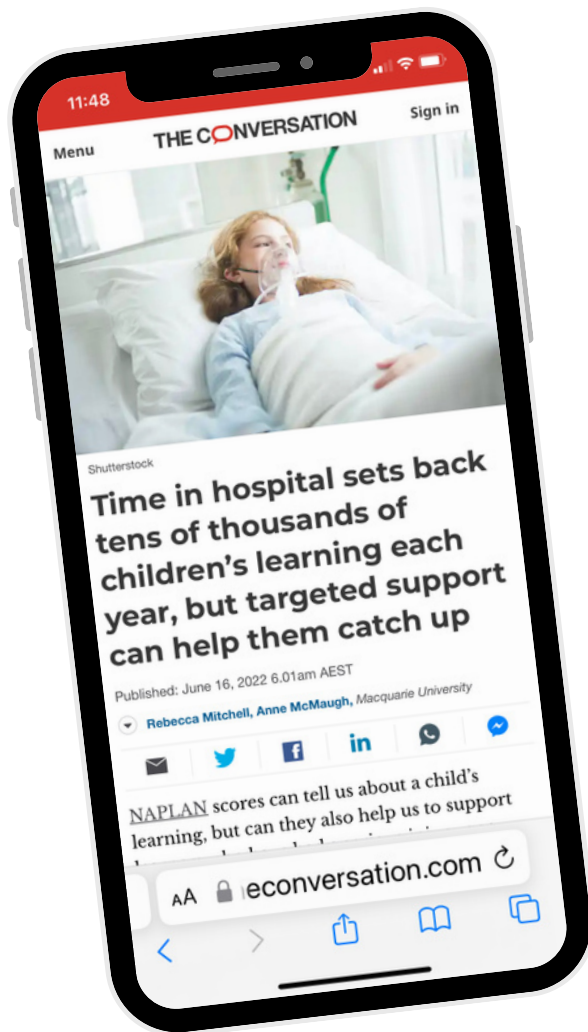 11:48
Menu
THE CONVERSATION
Sign in
Shutterstock
Time in hospital sets back
tens of thousands of
children's learning each
year, but targeted support
can help them catch up
Published: June 16, 2022 6.01am AEST
Rebecca Mitchell, Anne McMaugh, Macquarie University
in
NAPLAN scores can tell us about a child's
learning, but can they also help us to support
AA
econversation.com